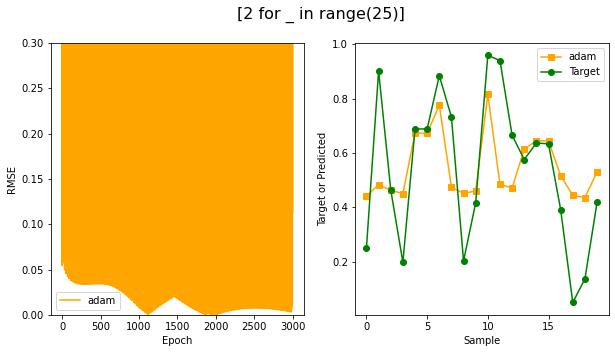 [2 for _ in range(25)]
0.30
0.25
0.20
0.15
0.10
0.05
0.00
RMSE
adam
0 500 1000 1500 2000 2500 3000
Epoch
1.0
0.8
0.6
0.4
0.2
Target or Predicted
adam
Target
0 5 10 15
Sample